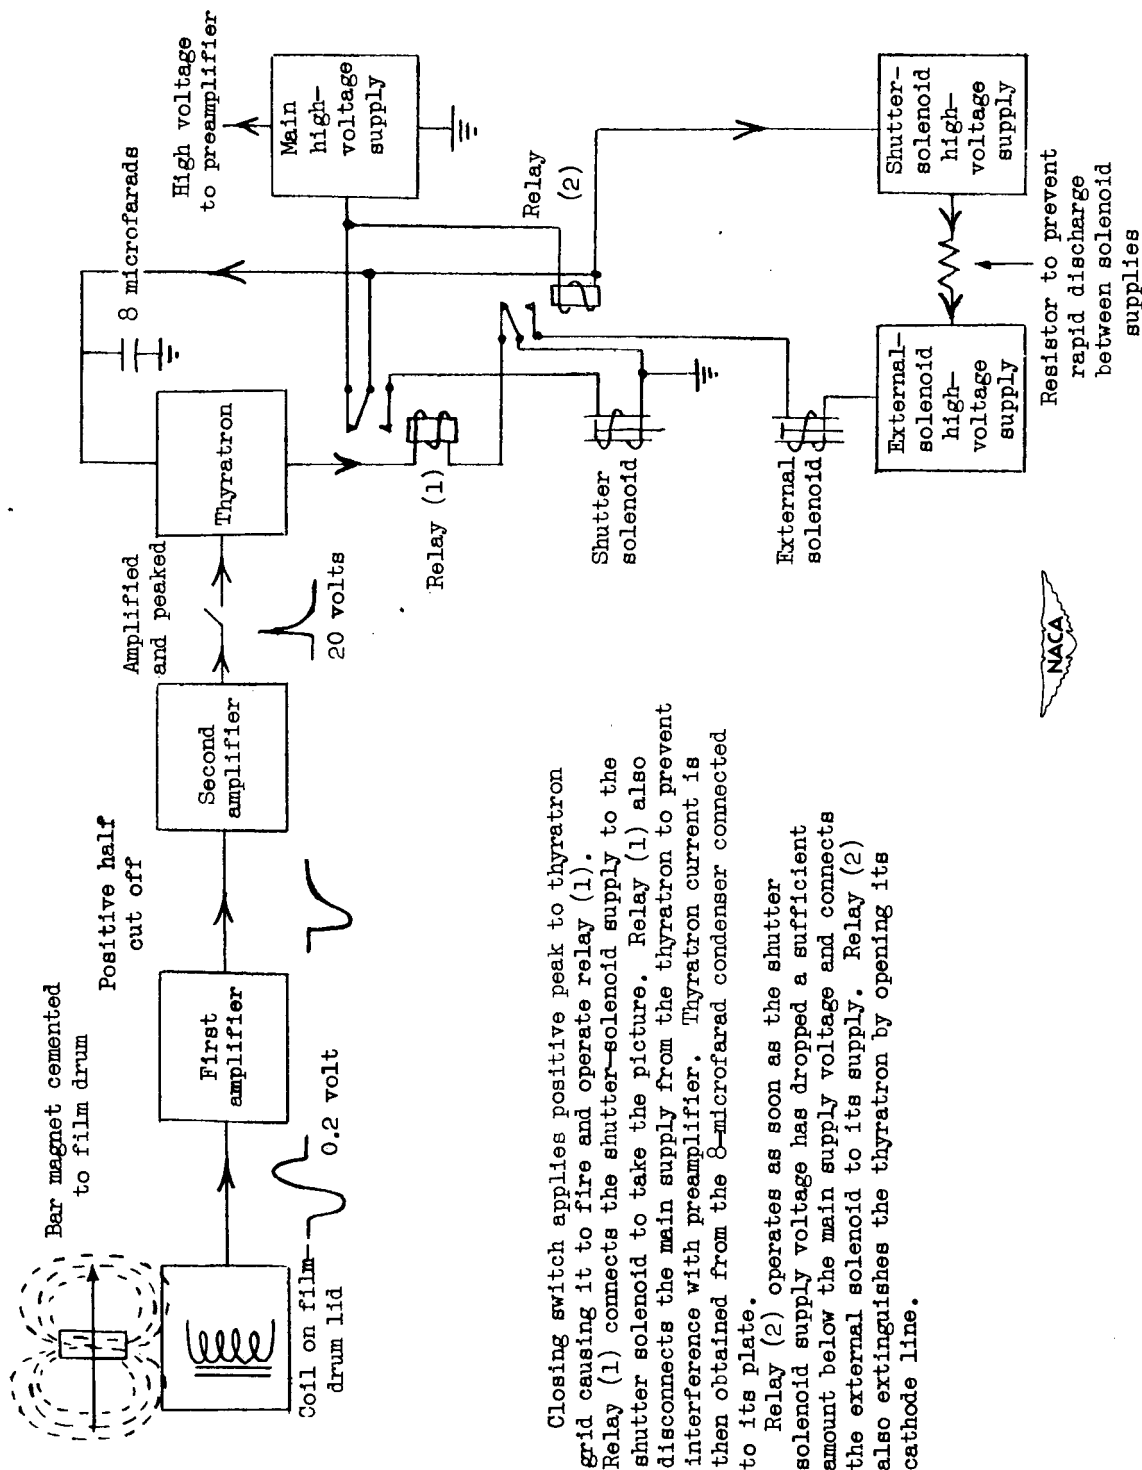 Bar magnet cemented
to film drum
Coil on film–
drum lid
0.2 volt
First
amplifier
Positive half
cut off
Second
amplifier
Amplified
and peaked
20 volts
Thyratron
8 microfarads
High voltage
to preamplifier
Main
high–
voltage
supply
Relay (1)
Relay
(2)
Shutter
solenoid
External
solenoid
Shutter–
solenoid
high–
voltage
supply
External–
solenoid
high–
voltage
supply
Resistor to prevent
rapid discharge
between solenoid
supplies
Closing switch applies positive peak to thyratron
grid causing it to fire and operate relay (1).
Relay (1) connects the shutter–solenoid supply to the
shutter solenoid to take the picture. Relay (1) also
disconnects the main supply from the thyratron to prevent
interference with preamplifier. Thyratron current is
then obtained from the 8–microfarad condenser connected
to its plate.
Relay (2) operates as soon as the shutter
solenoid supply voltage has dropped a sufficient
amount below the main supply voltage and connects
the external solenoid to its supply. Relay (2)
also extinguishes the thyratron by opening its
cathode line.
NACA